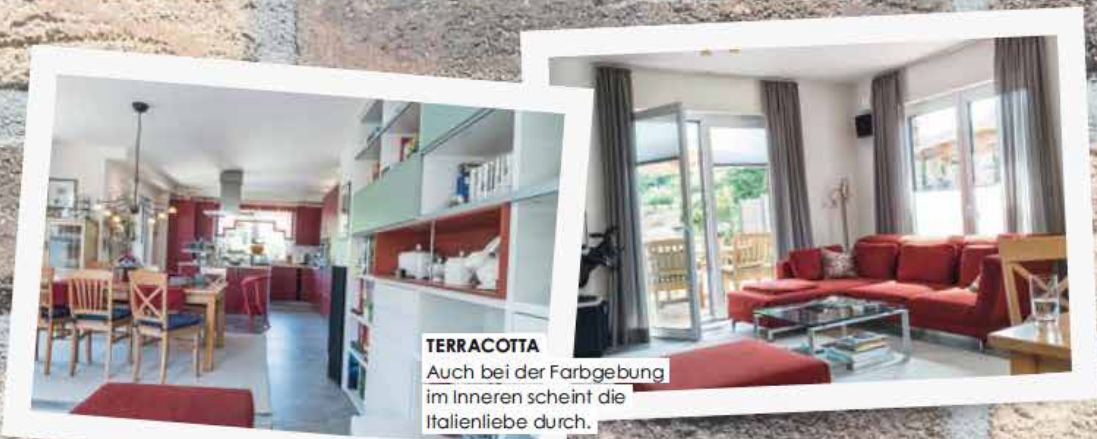 TERRACOTTA
Auch bei der Farbgebung
im Inneren scheint die
Italienliebe durch.